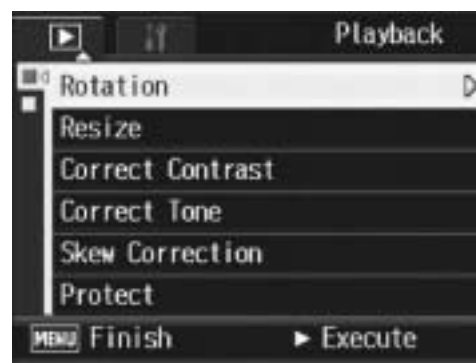 Playback
Rotation
Resize
Correct Contrast
Correct Tone
Skew Correction
Protect
MENU Finish ► Execute